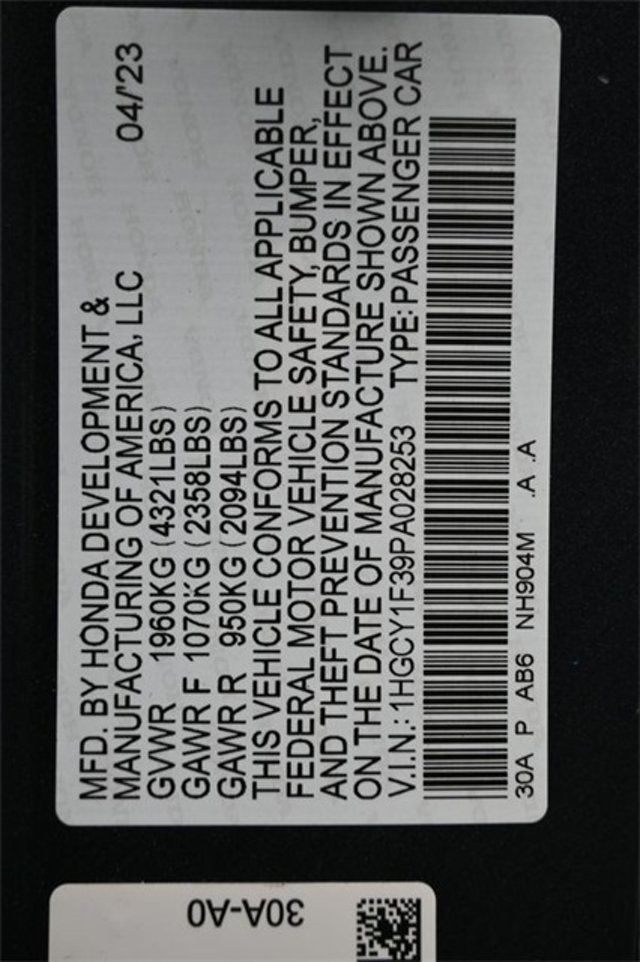 MFD. BY HONDA DEVELOPMENT &
MANUFACTURING OF AMERICA, LLC 04/'23
GVWR 1960KG (4321LBS)
GAWR F 1070KG (2358LBS)
GAWR R 950KG (2094LBS)
THIS VEHICLE CONFORMS TO ALL APPLICABLE
FEDERAL MOTOR VEHICLE SAFETY, BUMPER,
AND THEFT PREVENTION STANDARDS IN EFFECT
ON THE DATE OF MANUFACTURE SHOWN ABOVE.
V.I.N.: 1HGCY1F39PA028253 TYPE: PASSENGER CAR
30A P AB6 NH904M .A .A
30A-A0